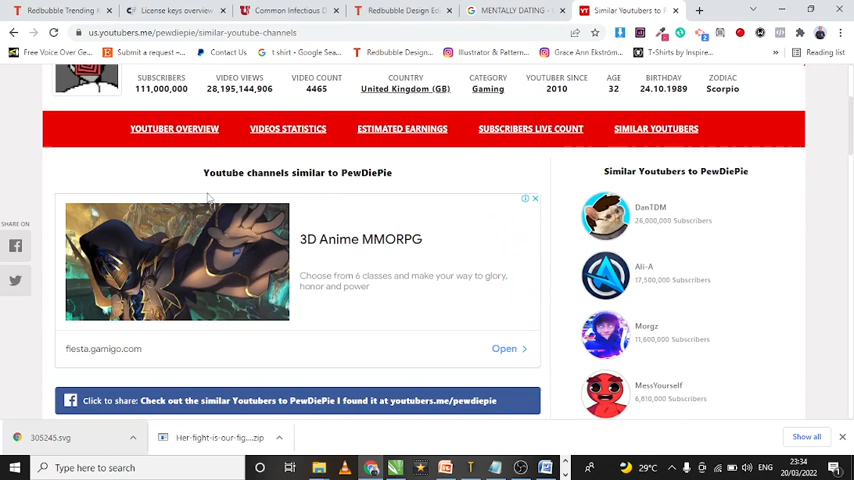 Redbubble Trending K
License keys overview
Common Infectious D
Redbubble Design Ed
MENTALLY DATING -
Similar Youtubers to P
us.youtubers.me/pewdiepie/similar-youtube-channels
Free Voice Over Ge...
Submit a request -...
Contact Us
t shirt - Google Sea...
Redbubble Design...
Illustrator & Pattern...
Grace Ann Ekström...
T-Shirts by Inspire...
Reading list
SUBSCRIBERS
VIDEO VIEWS
VIDEO COUNT
COUNTRY
CATEGORY
YOUTUBER SINCE
AGE
BIRTHDAY
ZODIAC
111,000,000
28,195,144,906
4465
United Kingdom (GB)
Gaming
2010
32
24.10.1989
Scorpio
YOUTUBER OVERVIEW
VIDEOS STATISTICS
ESTIMATED EARNINGS
SUBSCRIBERS LIVE COUNT
SIMILAR YOUTUBERS
Youtube channels similar to PewDiePie
3D Anime MMORPG
Choose from 6 classes and make your way to glory,
honor and power
fiesta.gamigo.com
Open
Click to share: Check out the similar Youtubers to PewDiePie I found it at youtubers.me/pewdiepie
SHARE ON
Similar Youtubers to PewDiePie
DanTDM
26,000,000 Subscribers
Ali-A
17,500,000 Subscribers
Morgz
11,600,000 Subscribers
MessYourself
6,610,000 Subscribers
305245.svg
Her-fight-is-our-fig....zip
Show all
Type here to search
29°C
ENG
23:34
20/03/2022